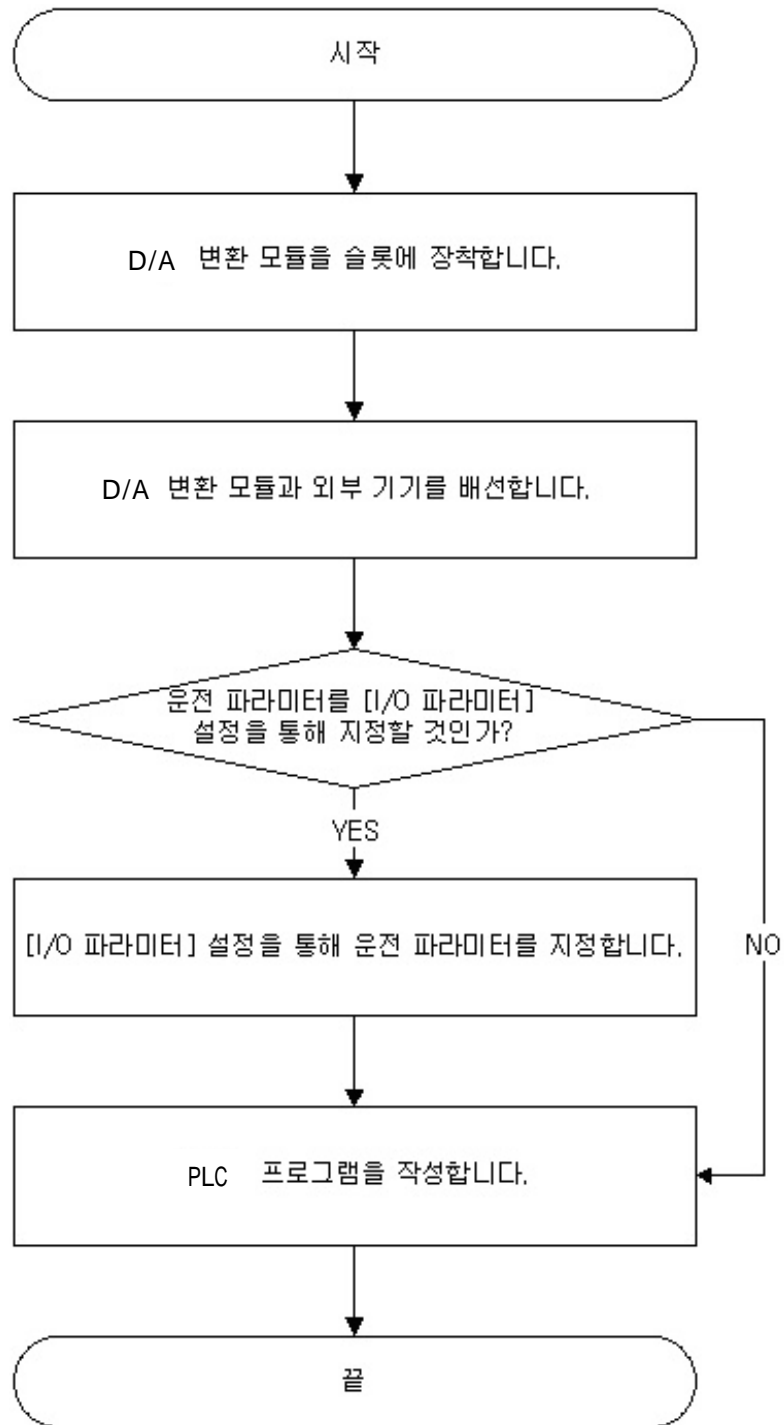 시작
D/A 변환 모듈을 슬롯에 장착합니다.
D/A 변환 모듈과 외부 기기를 배선합니다.
운전 파라미터를 [I/O 파라미터]
설정을 통해 지정할 것인가?
YES
[I/O 파라미터] 설정을 통해 운전 파라미터를 지정합니다.
NO
PLC 프로그램을 작성합니다.
끝